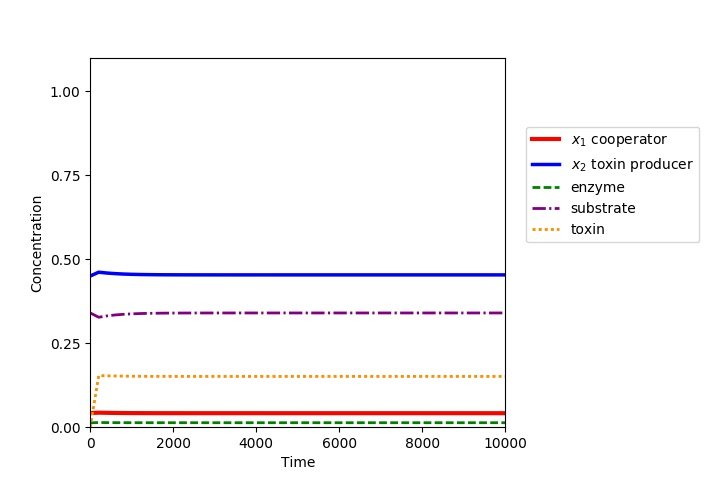 1.00
0.75
0.50
0.25
0.00
Concentration
0 2000 4000 6000 8000 10000
Time
x₁ cooperator
x₂ toxin producer
enzyme
substrate
toxin